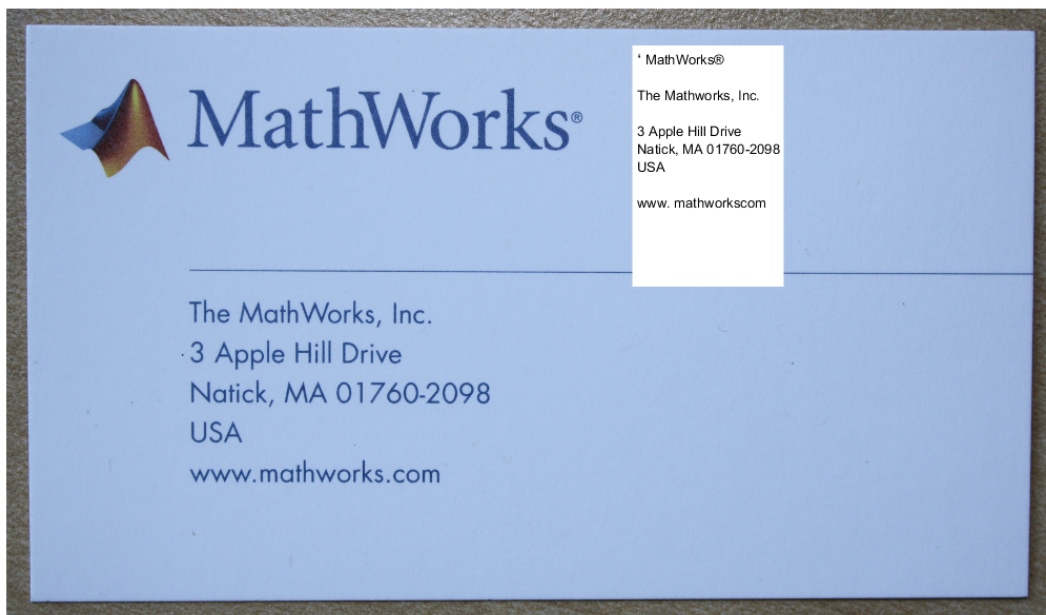 MathWorks®
‘ MathWorks®
The Mathworks, Inc.
3 Apple Hill Drive
Natick, MA 01760-2098
USA
www. mathworkscom
The MathWorks, Inc.
3 Apple Hill Drive
Natick, MA 01760-2098
USA
www.mathworks.com